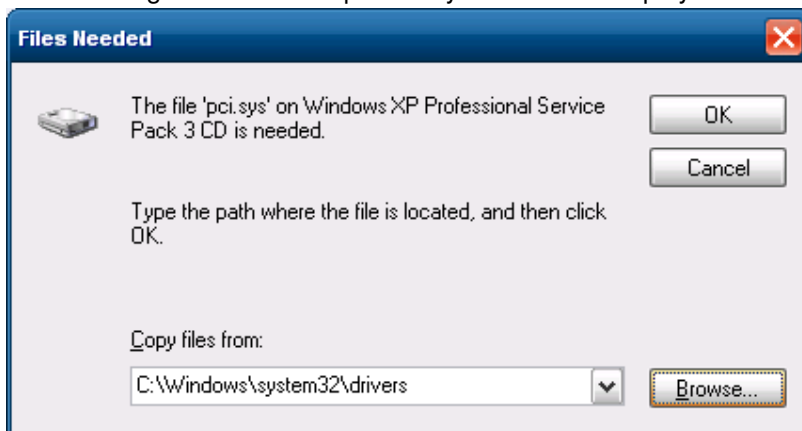 Files Needed
The file 'pci.sys' on Windows XP Professional Service
Pack 3 CD is needed.
OK
Cancel
Type the path where the file is located, and then click
OK.
Copy files from:
C:\Windows\system32\drivers
Browse...